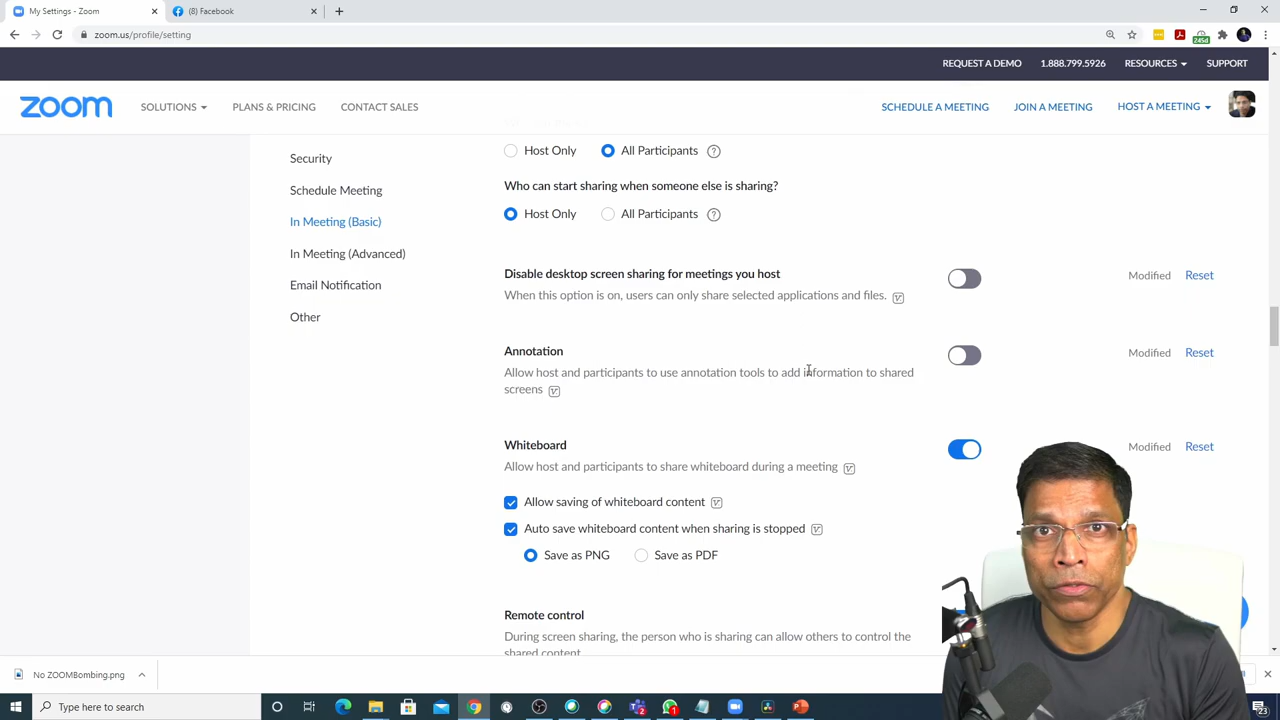 My Settings - Zoom
(8) Facebook
zoom.us/profile/setting
245d
REQUEST A DEMO 1.888.799.5926 RESOURCES SUPPORT
zoom
SOLUTIONS PLANS & PRICING CONTACT SALES
SCHEDULE A MEETING JOIN A MEETING HOST A MEETING
Security
Schedule Meeting
In Meeting (Basic)
In Meeting (Advanced)
Email Notification
Other
Host Only All Participants
Who can start sharing when someone else is sharing?
Host Only All Participants
Disable desktop screen sharing for meetings you host
When this option is on, users can only share selected applications and files.
Modified Reset
Annotation
Allow host and participants to use annotation tools to add information to shared
screens
Modified Reset
Whiteboard
Allow host and participants to share whiteboard during a meeting
Modified Reset
Allow saving of whiteboard content
Auto save whiteboard content when sharing is stopped
Save as PNG Save as PDF
Remote control
During screen sharing, the person who is sharing can allow others to control the
shared content
No ZOOMBombing.png
Type here to search
23